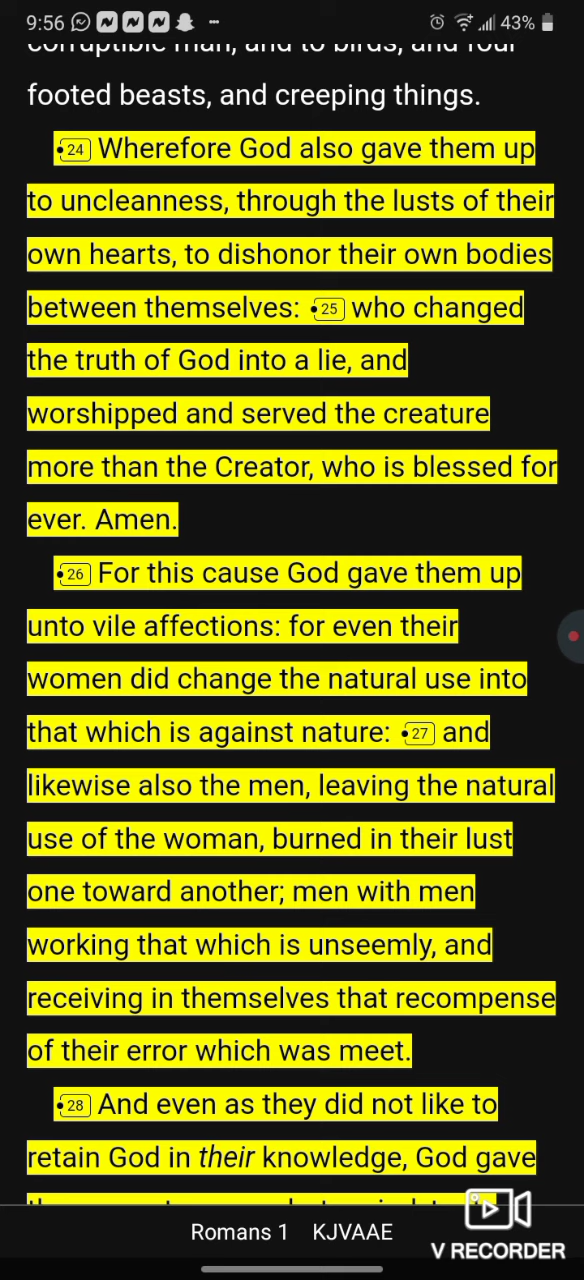 9:56 43%
corruptible man, and to birds, and four
footed beasts, and creeping things.
24 Wherefore God also gave them up
to uncleanness, through the lusts of their
own hearts, to dishonor their own bodies
between themselves: 25 who changed
the truth of God into a lie, and
worshipped and served the creature
more than the Creator, who is blessed for
ever. Amen.
26 For this cause God gave them up
unto vile affections: for even their
women did change the natural use into
that which is against nature: 27 and
likewise also the men, leaving the natural
use of the woman, burned in their lust
one toward another; men with men
working that which is unseemly, and
receiving in themselves that recompense
of their error which was meet.
28 And even as they did not like to
retain God in their knowledge, God gave
Romans 1 KJVAAE
V RECORDER